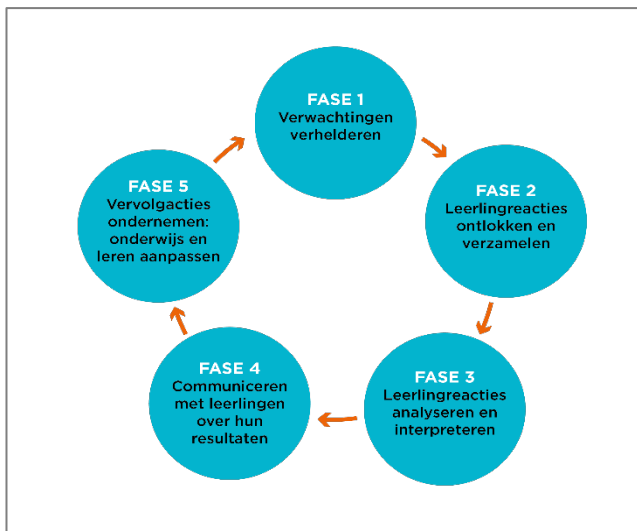 FASE 1
Verwachtingen
verhelderen
FASE 2
Leerlingreacties
ontlokken en
verzamelen
FASE 3
Leerlingreacties
analyseren en
interpreteren
FASE 4
Communiceren
met leerlingen
over hun
resultaten
FASE 5
Vervolgacties
ondernemen:
onderwijs en
leren aanpassen